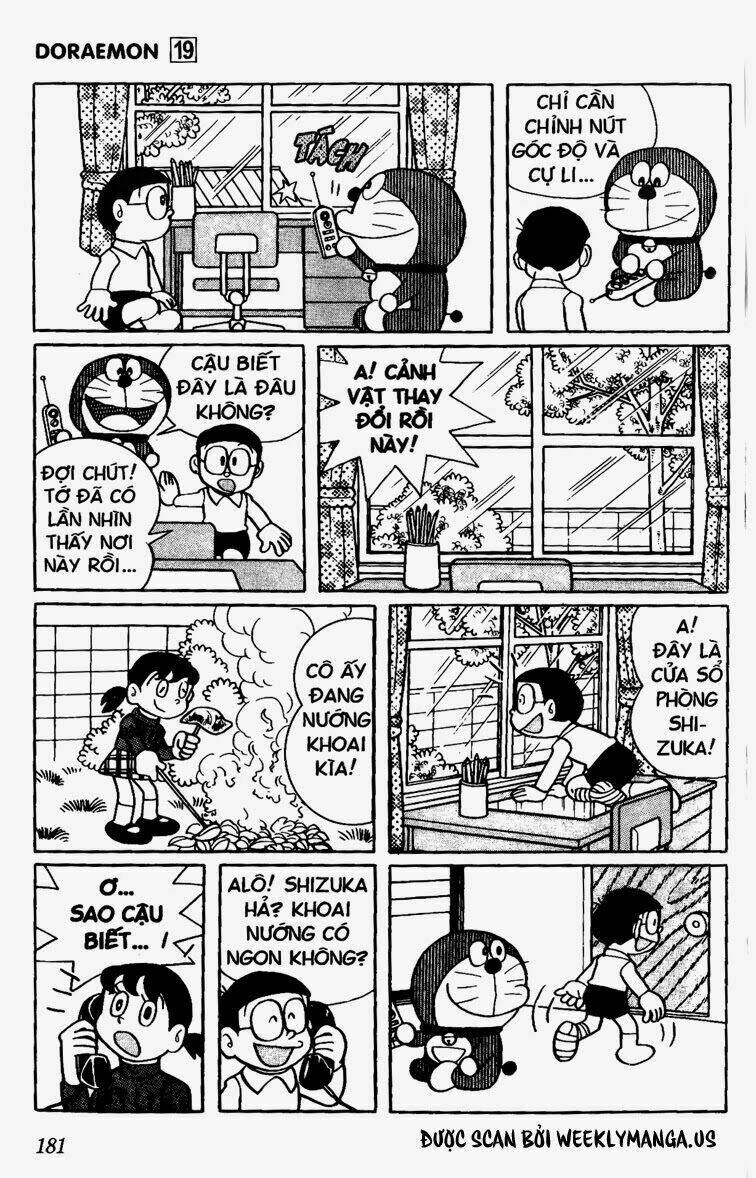 DORAEMON 19
TÁCH
CHỈ CẦN
CHỈNH NÚT
GÓC ĐỘ VÀ
CỰ LI...
CẬU BIẾT
ĐÂY LÀ ĐÂU
KHÔNG?
ĐỢI CHÚT!
TỚ ĐÃ CÓ
LẦN NHÌN
THẤY NƠI
NÀY RỒI...
A! CẢNH
VẬT THAY
ĐỔI RỒI
NÀY!
CÔ ẤY
ĐANG
NƯỚNG
KHOAI
KÌA!
A!
ĐÂY LÀ
CỬA SỔ
PHÒNG
SHI-
ZUKA!
Ơ...
SAO CẬU
BIẾT... !
ALÔ! SHIZUKA
HẢ? KHOAI
NƯỚNG CÓ
NGON KHÔNG?
181
ĐƯỢC SCAN BỞI WEEKLYMANGA.US